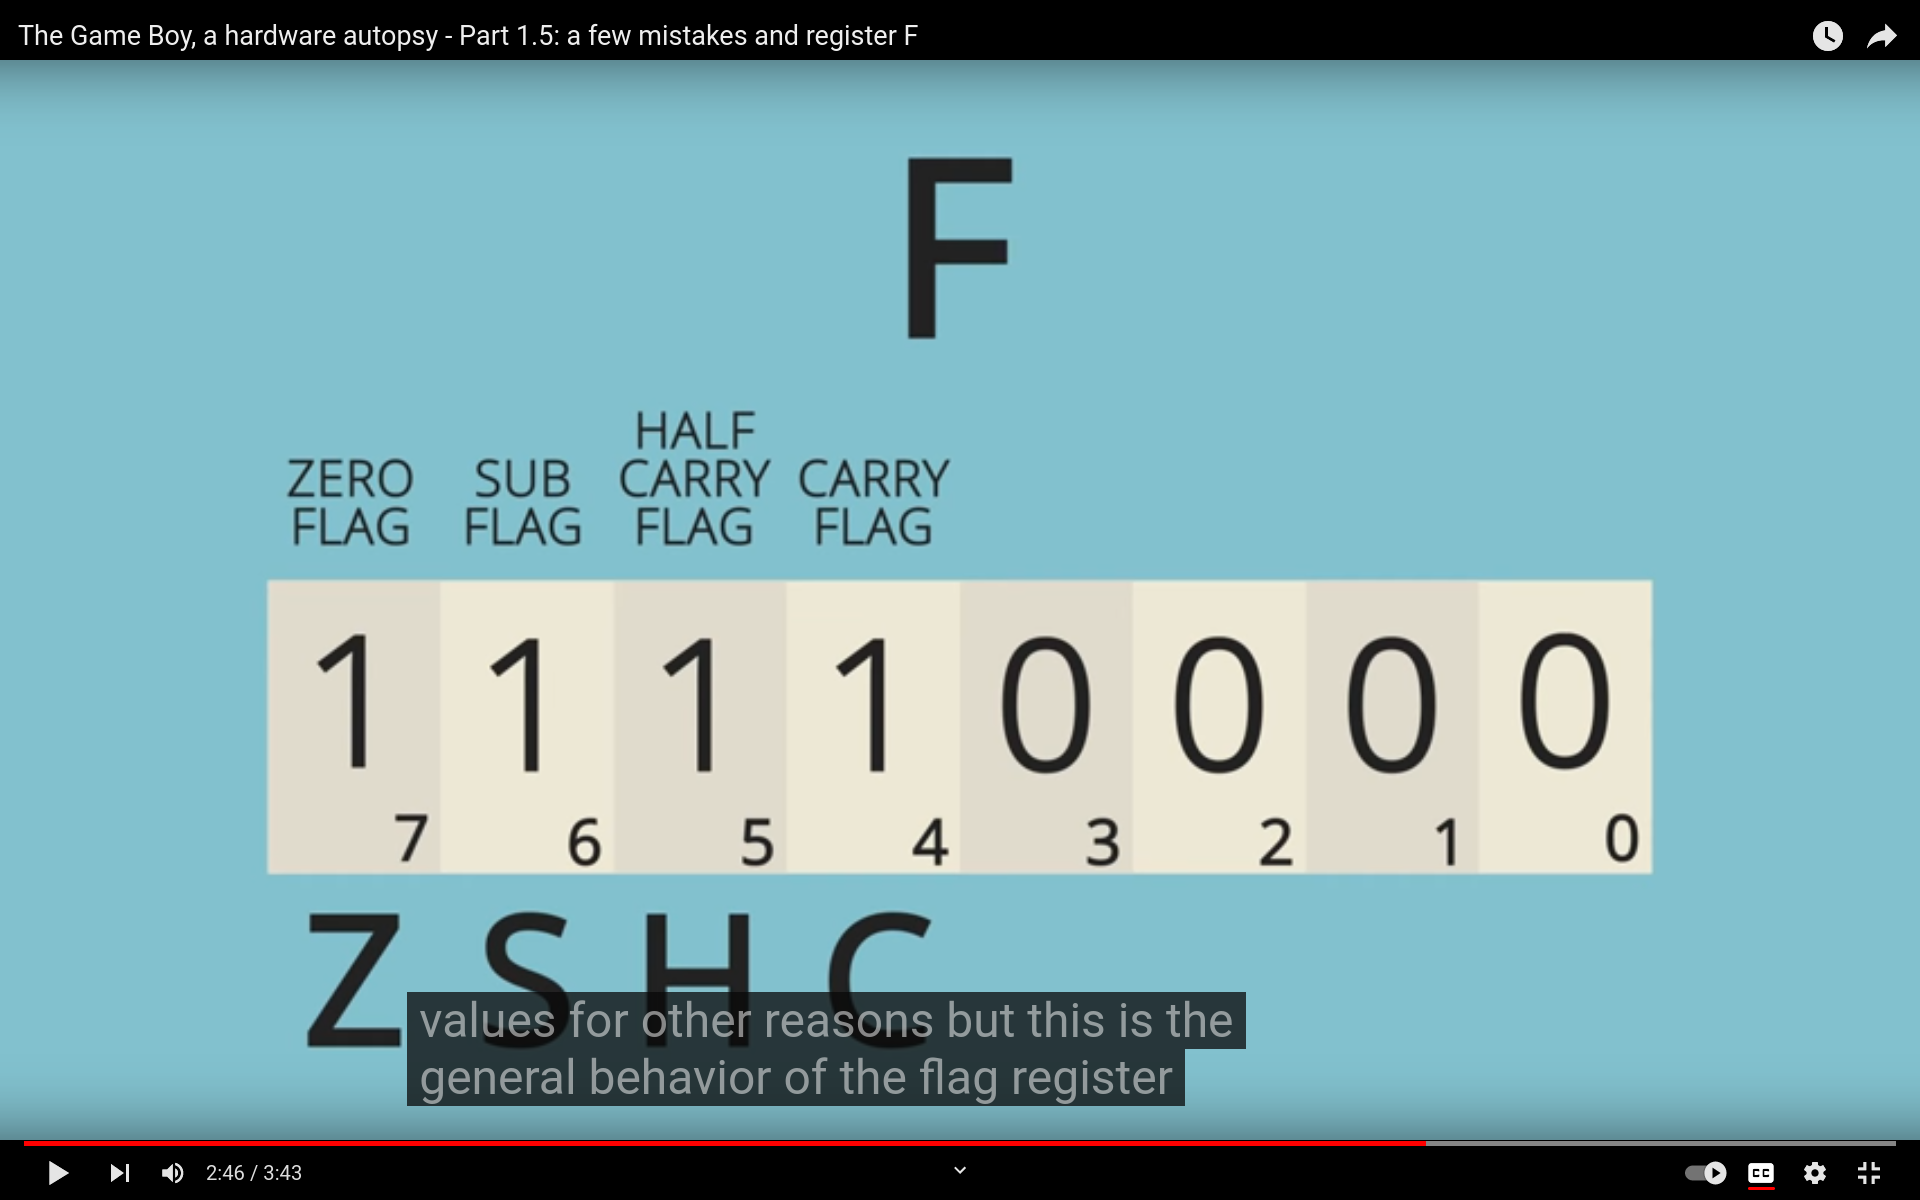 The Game Boy, a hardware autopsy - Part 1.5: a few mistakes and register F
F
ZERO FLAG
SUB FLAG
HALF CARRY FLAG
CARRY FLAG
1 1 1 1 0 0 0 0
7 6 5 4 3 2 1 0
Z S H C
values for other reasons but this is the
general behavior of the flag register
2:46 / 3:43
CC